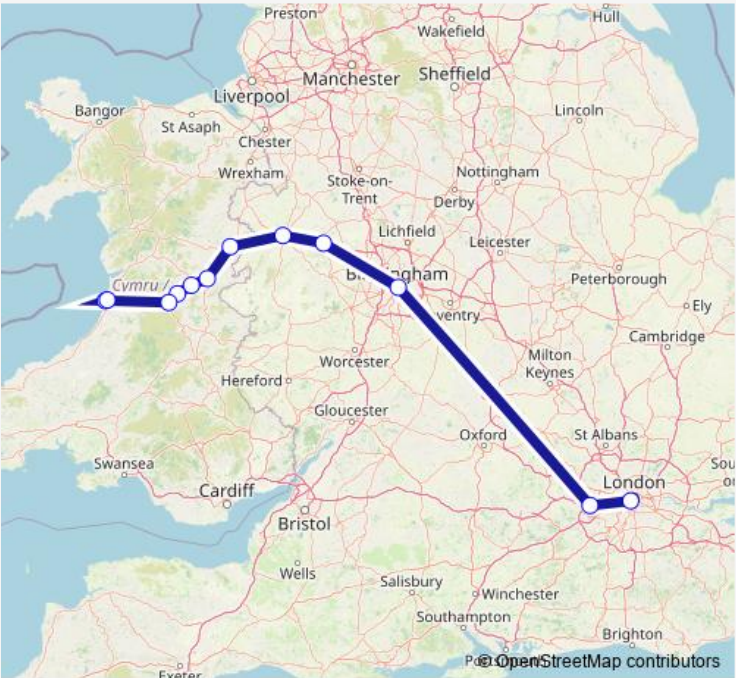 Preston
Hull
Wakefield
Manchester
Sheffield
Liverpool
Bangor
St Asaph
Lincoln
Chester
Wrexham
Stoke-on-
Trent
Nottingham
Derby
Lichfield
Leicester
Peterborough
Cymru /
Ely
Cambridge
Worcester
Milton
Keynes
Hereford
Gloucester
Oxford
St Albans
Swansea
Cardiff
London
Bristol
Wells
Salisbury
Winchester
Southampton
Brighton
Exeter
© OpenStreetMap contributors